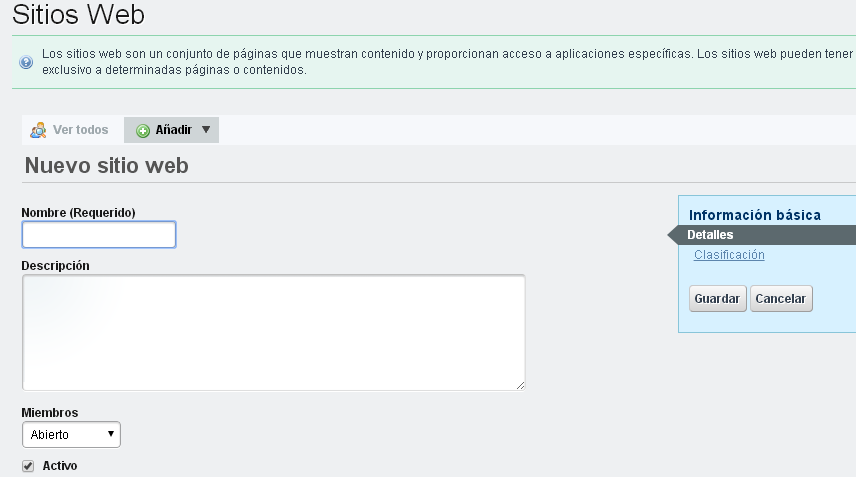 Sitios Web
Los sitios web son un conjunto de páginas que muestran contenido y proporcionan acceso a aplicaciones específicas. Los sitios web pueden tener
exclusivo a determinadas páginas o contenidos.
Ver todos Añadir
Nuevo sitio web
Nombre (Requerido)
Descripción
Miembros
Abierto
Activo
Información básica
Detalles
Clasificación
Guardar Cancelar